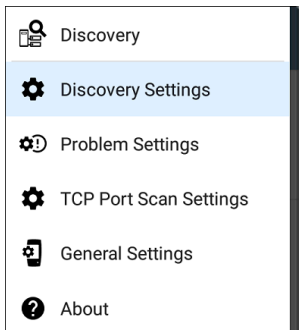 Discovery
Discovery Settings
Problem Settings
TCP Port Scan Settings
General Settings
About